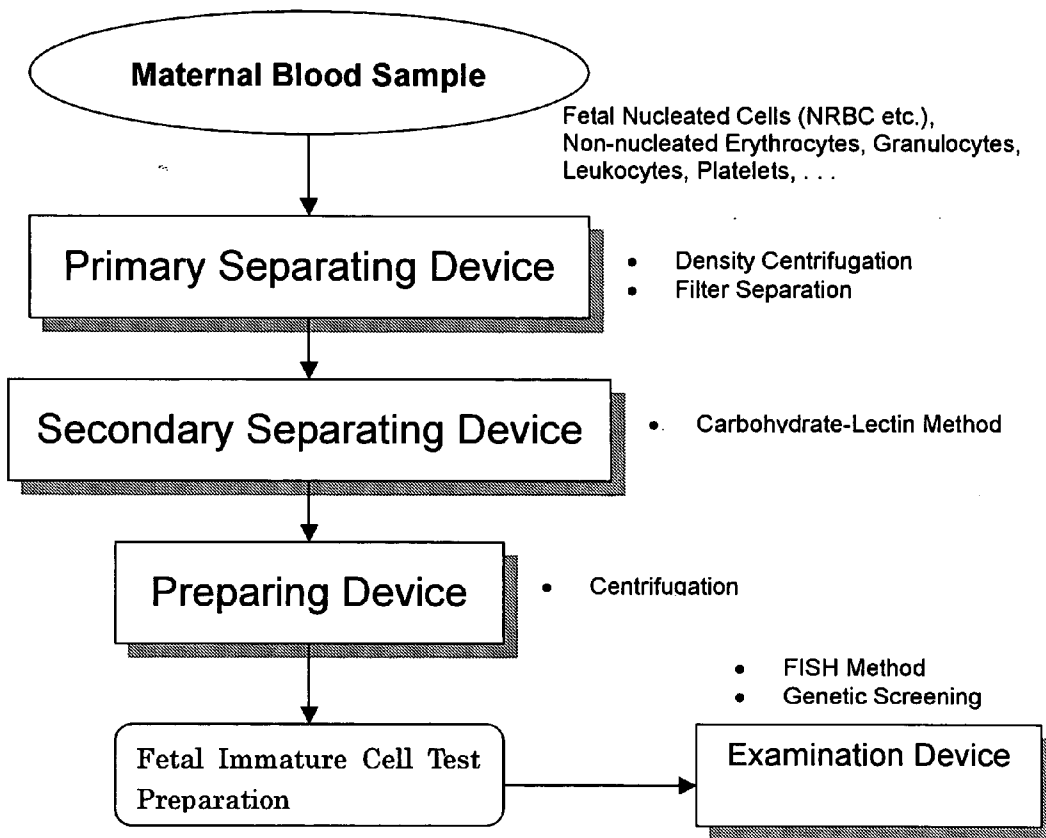 Maternal Blood Sample
Fetal Nucleated Cells (NRBC etc.),
Non-nucleated Erythrocytes, Granulocytes,
Leukocytes, Platelets, . . .
Primary Separating Device
• Density Centrifugation
• Filter Separation
Secondary Separating Device
• Carbohydrate-Lectin Method
Preparing Device
• Centrifugation
• FISH Method
• Genetic Screening
Fetal Immature Cell Test
Preparation
Examination Device